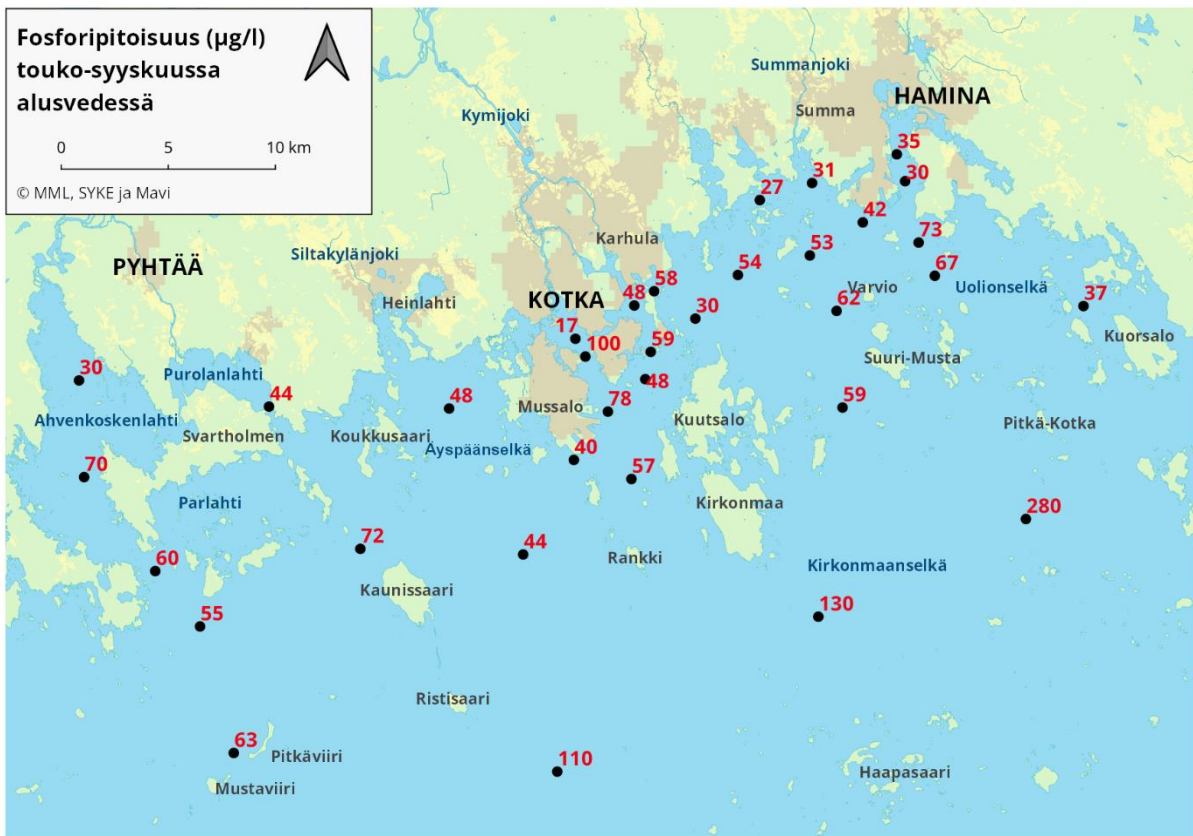 Fosforipitoisuus (µg/l)
touko-syyskuussa
alusvedessä
0 5 10 km
© MML, SYKE ja Mavi
Summanjoki
HAMINA
Summa
Kymijoki
35
31
30
27
42
Karhula
73
Siltakylänjoki
53
PYHTÄÄ
54
67
58
Varvio
Uolionselkä
Heinlahti
KOTKA
48
30
62
37
17
Kuorsalo
100
59
Suuri-Musta
30
Purolanlahti
48
44
48
78
59
Mussalo
Ahvenkoskenlahti
Kuutsalo
Pitkä-Kotka
Svartholmen
Koukkusaari
Äyspäänselkä
40
70
57
Parlahti
Kirkonmaa
280
72
44
60
Rankki
Kirkonmaanselkä
Kaunissaari
55
130
Ristisaari
63
Pitkäviiri
110
Haapasaari
Mustaviiri